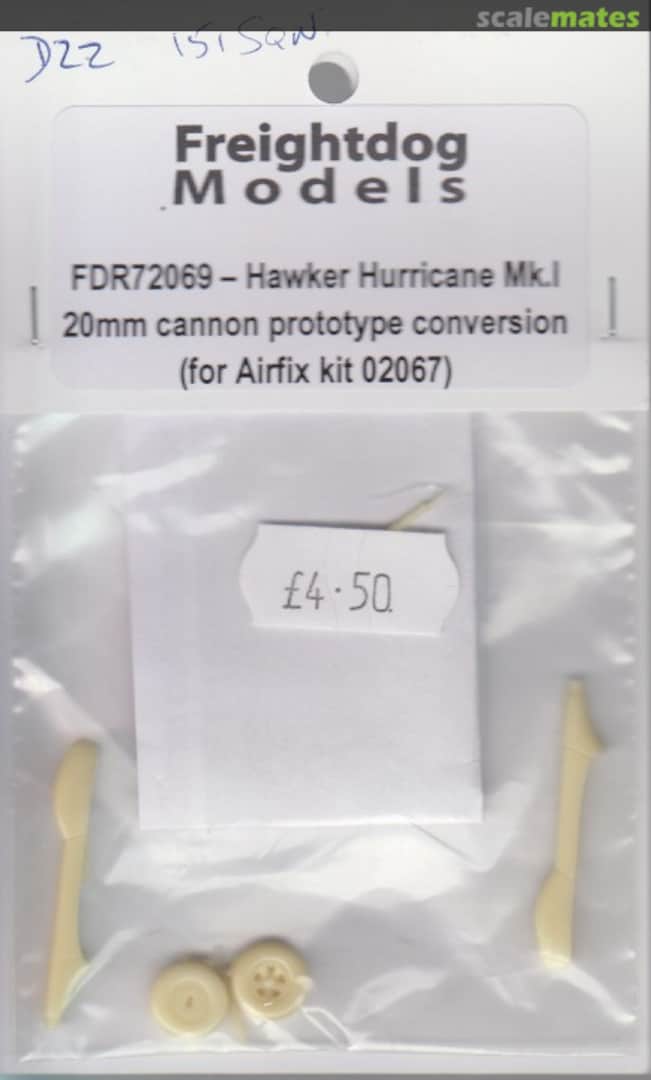 scalemates
D22 151 SQN.
Freightdog
Models
FDR72069 – Hawker Hurricane Mk.I
20mm cannon prototype conversion
(for Airfix kit 02067)
£4.50